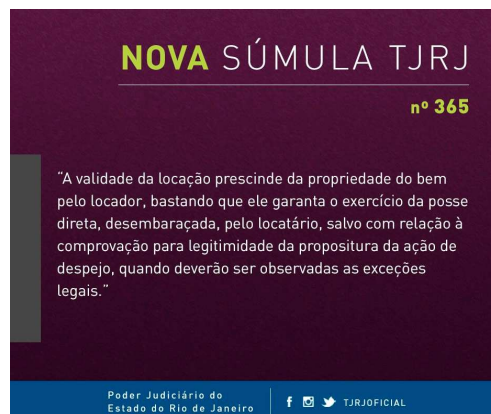 NOVA SÚMULA TJRJ
nº 365
“A validade da locação prescinde da propriedade do bem
pelo locador, bastando que ele garanta o exercício da posse
direta, desembaraçada, pelo locatário, salvo com relação à
comprovação para legitimidade da propositura da ação de
despejo, quando deverão ser observadas as exceções
legais.”
Poder Judiciário do
Estado do Rio de Janeiro
TJRJOFICIAL